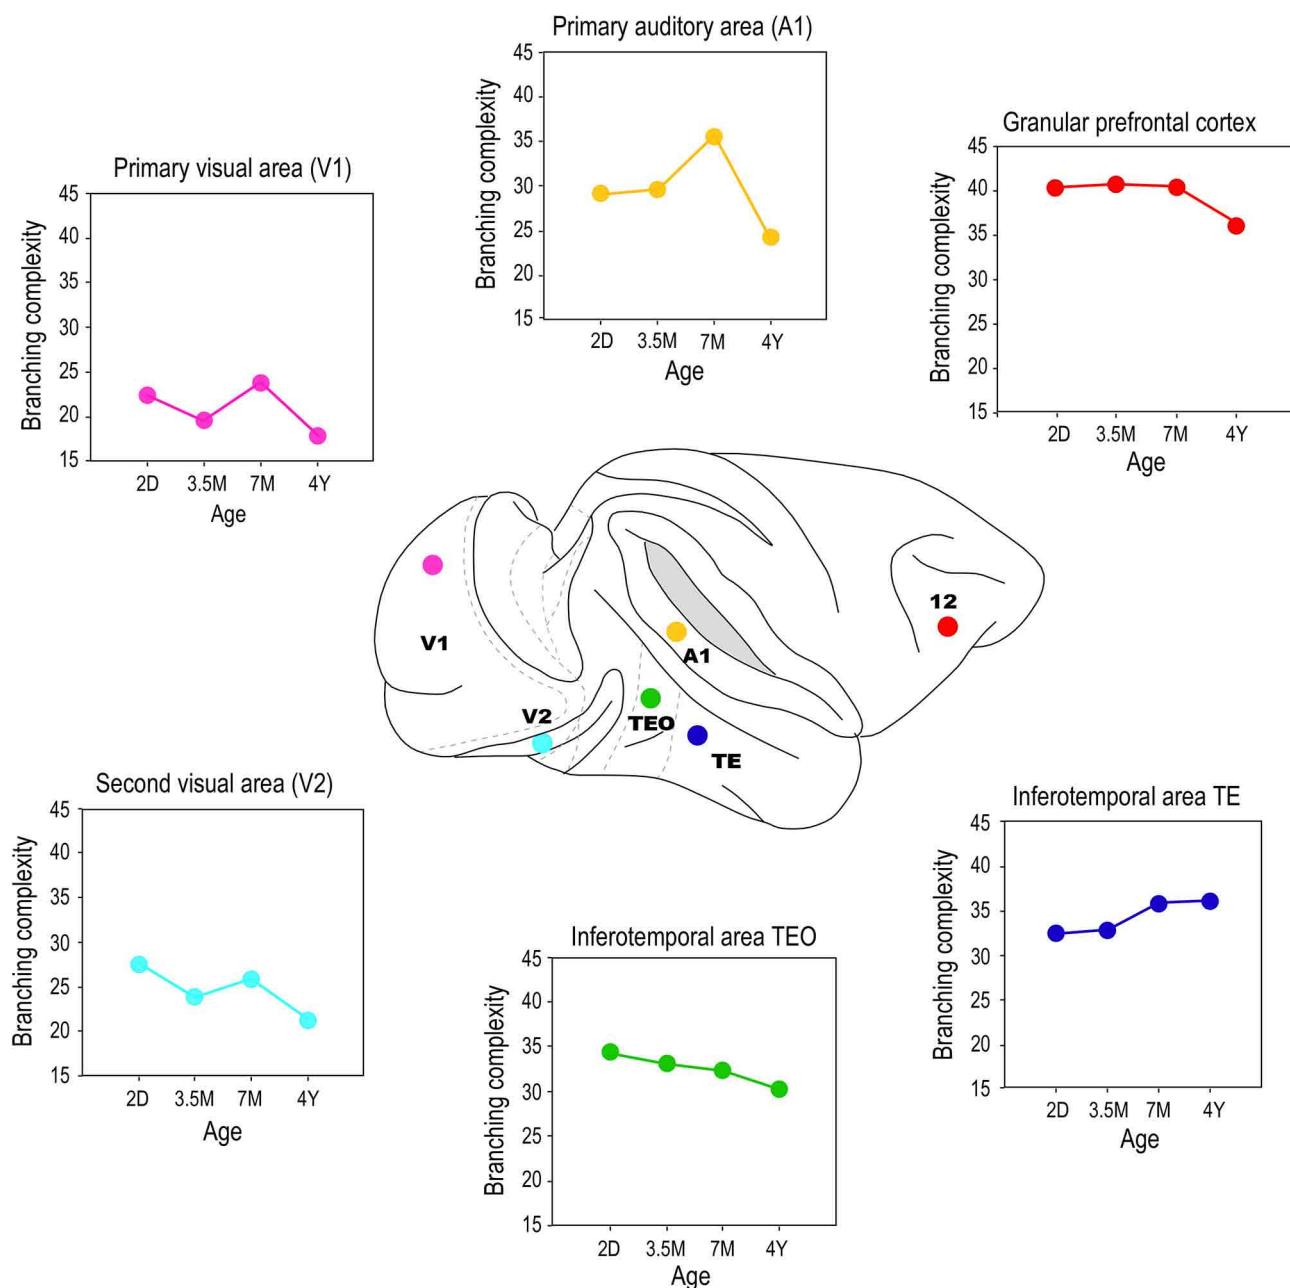 Primary auditory area (A1)
45
40
35
30
25
20
15
Branching complexity
2D 3.5M 7M 4Y
Age
Granular prefrontal cortex
45
40
35
30
25
20
15
Branching complexity
2D 3.5M 7M 4Y
Age
Primary visual area (V1)
45
40
35
30
25
20
15
Branching complexity
2D 3.5M 7M 4Y
Age
12
V1
A1
V2
TEO
TE
Second visual area (V2)
45
40
35
30
25
20
15
Branching complexity
2D 3.5M 7M 4Y
Age
Inferotemporal area TEO
45
40
35
30
25
20
15
Branching complexity
2D 3.5M 7M 4Y
Age
Inferotemporal area TE
45
40
35
30
25
20
15
Branching complexity
2D 3.5M 7M 4Y
Age